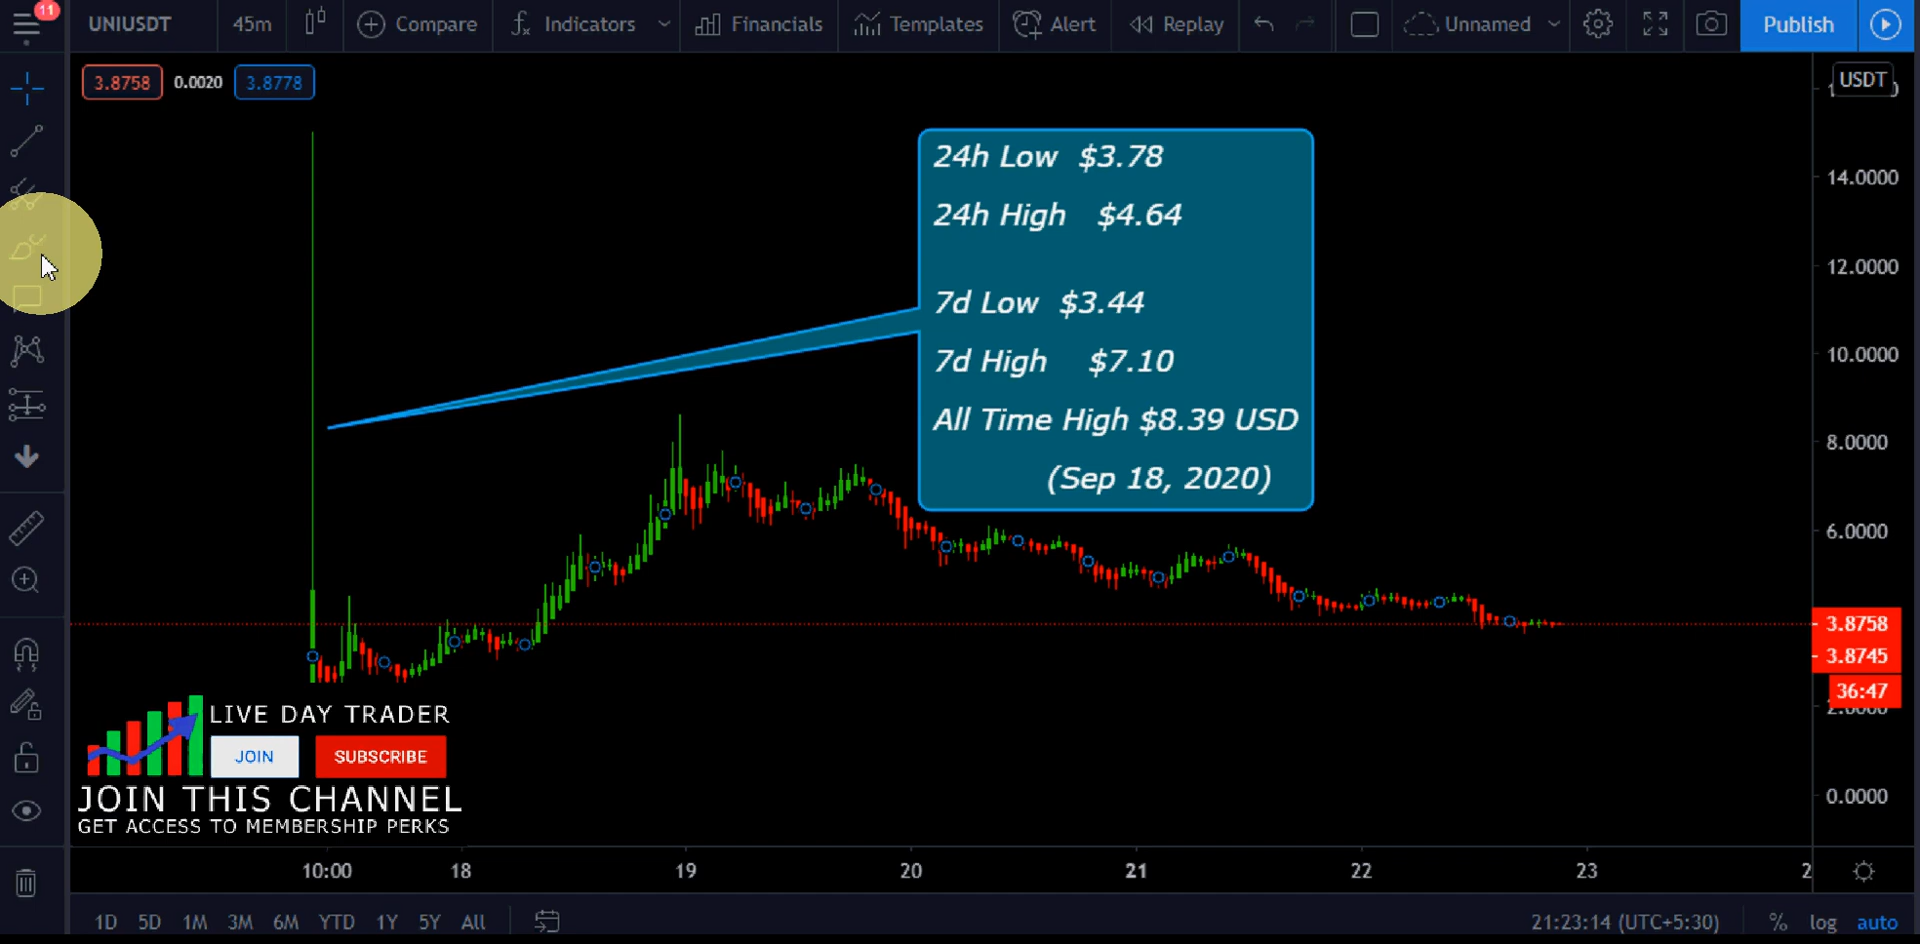 11
UNIUSDT 45m Compare Indicators Financials Templates Alert Replay Unnamed Publish
3.8758 0.0020 3.8778
USDT
24h Low $3.78
24h High $4.64
7d Low $3.44
7d High $7.10
All Time High $8.39 USD
(Sep 18, 2020)
14.0000
12.0000
10.0000
8.0000
6.0000
3.8758
3.8745
36:47
2.0000
0.0000
LIVE DAY TRADER
JOIN SUBSCRIBE
JOIN THIS CHANNEL
GET ACCESS TO MEMBERSHIP PERKS
10:00 18 19 20 21 22 23 2
1D 5D 1M 3M 6M YTD 1Y 5Y All 21:23:14 (UTC+5:30) % log auto